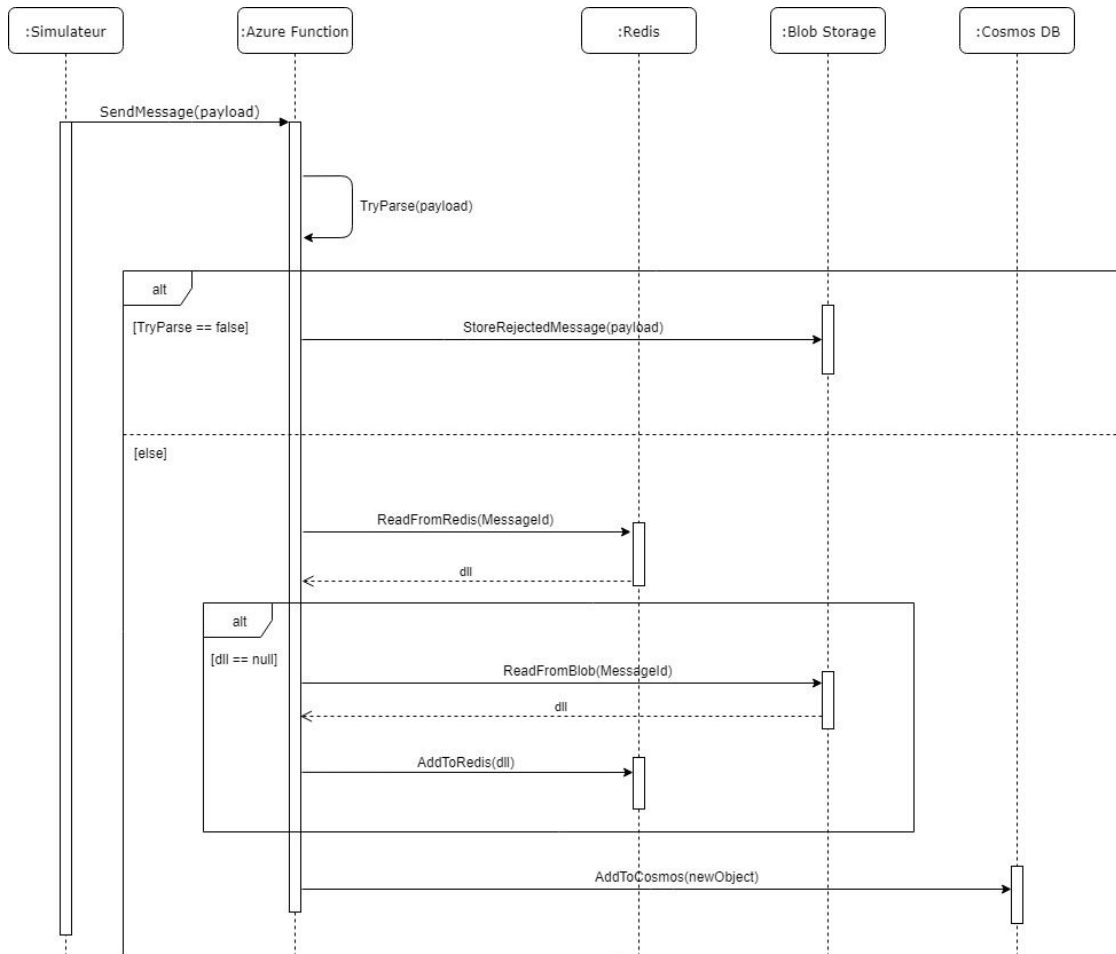 :Simulateur
:Azure Function
:Redis
:Blob Storage
:Cosmos DB
SendMessage(payload)
TryParse(payload)
alt
[TryParse == false]
StoreRejectedMessage(payload)
[else]
ReadFromRedis(MessageId)
dll
alt
[dll == null]
ReadFromBlob(MessageId)
dll
AddToRedis(dll)
AddToCosmos(newObject)